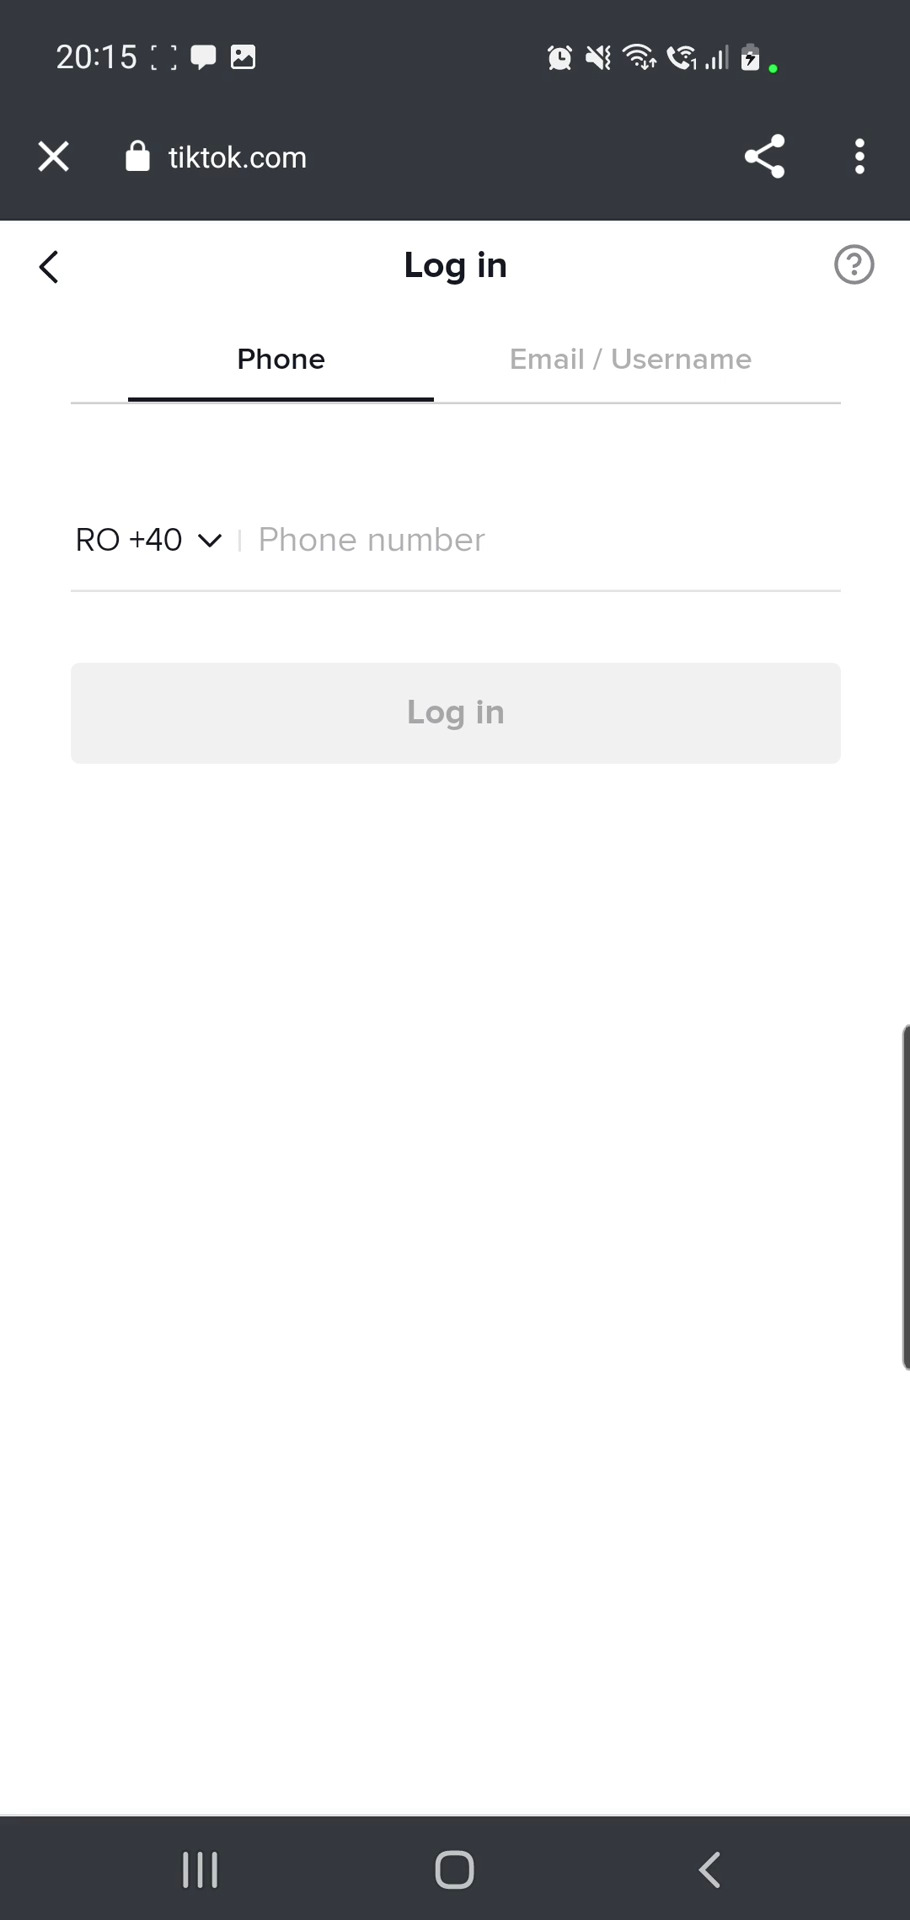 20:15
tiktok.com
Log in
Phone
Email / Username
RO +40
Phone number
Log in